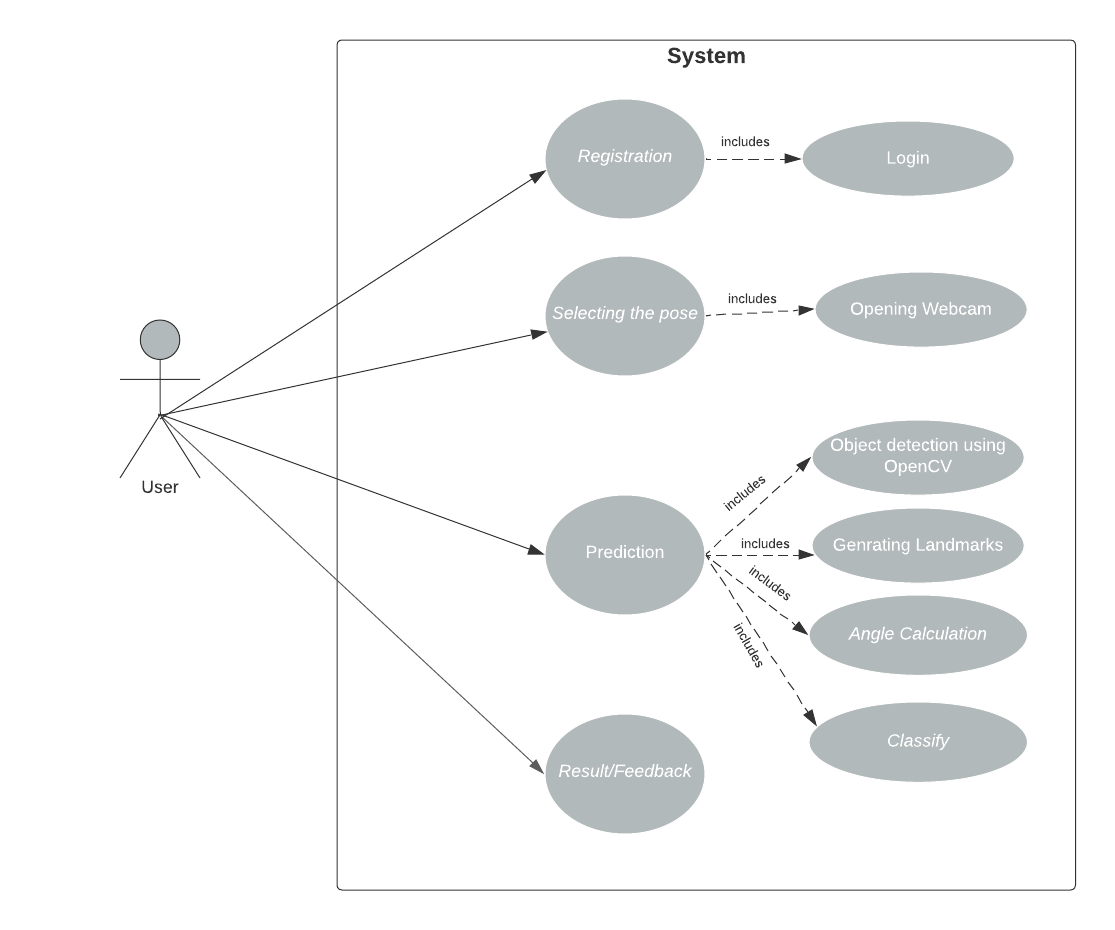 System
Registration
includes
Login
Selecting the pose
includes
Opening Webcam
User
Prediction
includes
Object detection using
OpenCV
includes
Genrating Landmarks
includes
Angle Calculation
includes
Classify
Result/Feedback